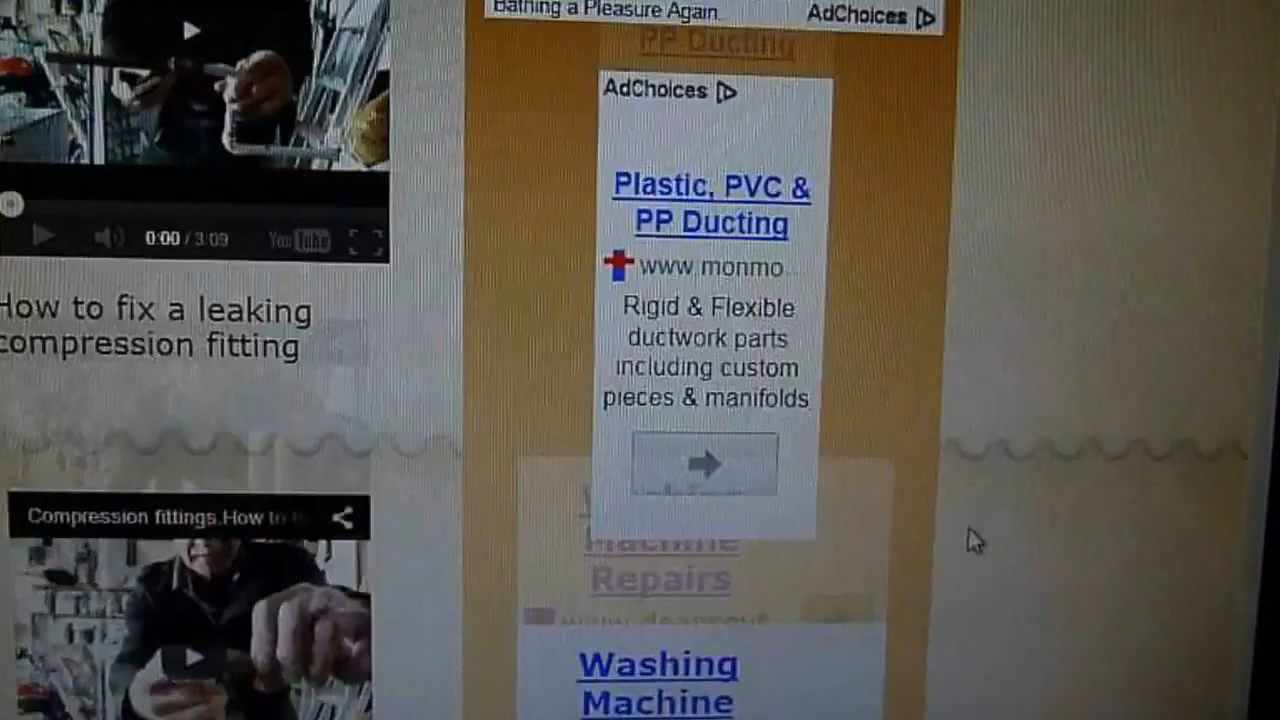 Bathing a Pleasure Again.
AdChoices
PP Ducting
AdChoices
Plastic, PVC &
PP Ducting
www.monmo
Rigid & Flexible
ductwork parts
including custom
pieces & manifolds
0:00 / 3:09
YouTube
How to fix a leaking
compression fitting
Compression fittings.How to
Machine
Repairs
Washing
Machine